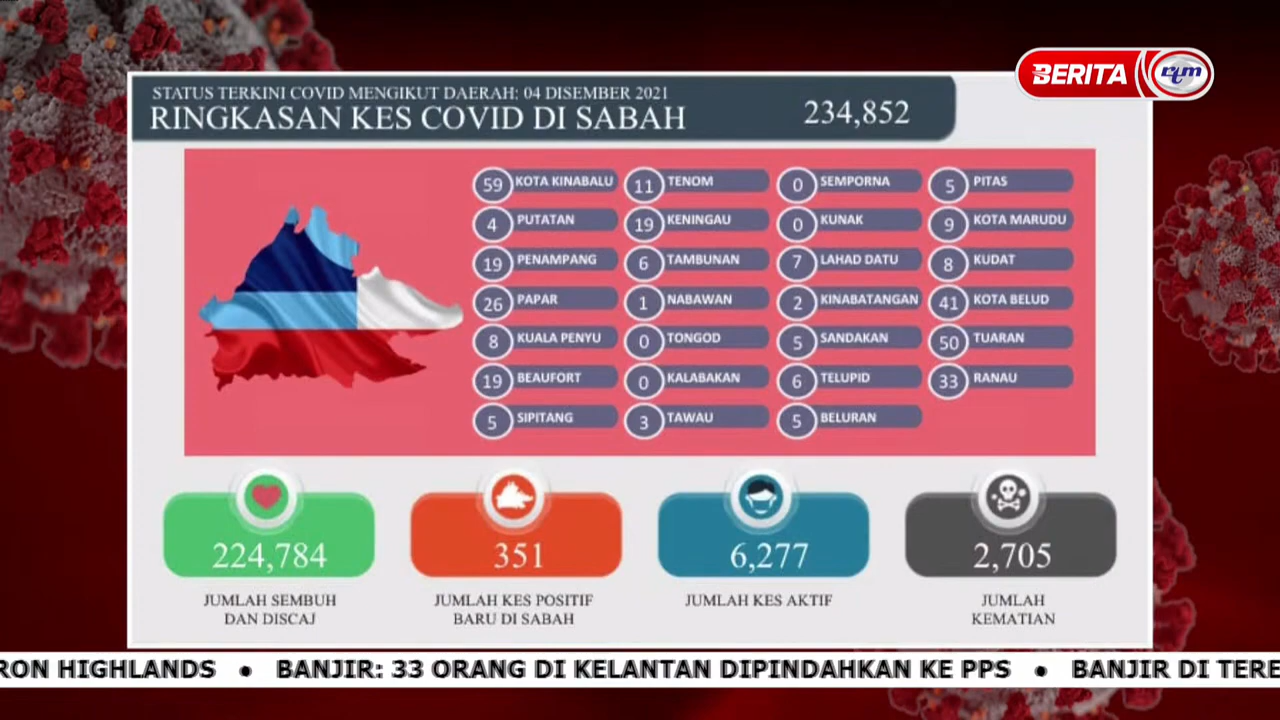 BERITA rtm
STATUS TERKINI COVID MENGIKUT DAERAH: 04 DISEMBER 2021
RINGKASAN KES COVID DI SABAH
234,852
59 KOTA KINABALU
4 PUTATAN
19 PENAMPANG
26 PAPAR
8 KUALA PENYU
19 BEAUFORT
5 SIPITANG
11 TENOM
19 KENINGAU
6 TAMBUNAN
1 NABAWAN
0 TONGOD
0 KALABAKAN
3 TAWAU
0 SEMPORNA
0 KUNAK
7 LAHAD DATU
2 KINABATANGAN
5 SANDAKAN
6 TELUPID
5 BELURAN
5 PITAS
9 KOTA MARUDU
8 KUDAT
41 KOTA BELUD
50 TUARAN
33 RANAU
224,784
JUMLAH SEMBUH
DAN DISCAJ
351
JUMLAH KES POSITIF
BARU DI SABAH
6,277
JUMLAH KES AKTIF
2,705
JUMLAH
KEMATIAN
RON HIGHLANDS • BANJIR: 33 ORANG DI KELANTAN DIPINDAHKAN KE PPS • BANJIR DI TERE